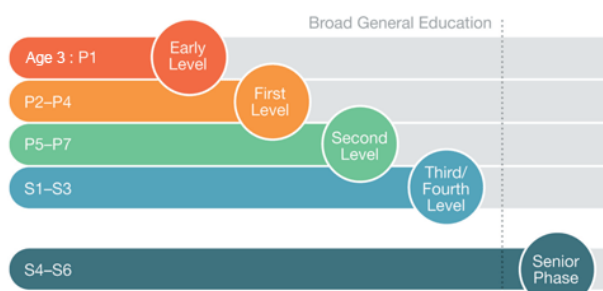 Broad General Education
Age 3 : P1
Early
Level
P2–P4
First
Level
P5–P7
Second
Level
S1–S3
Third/
Fourth
Level
S4–S6
Senior
Phase